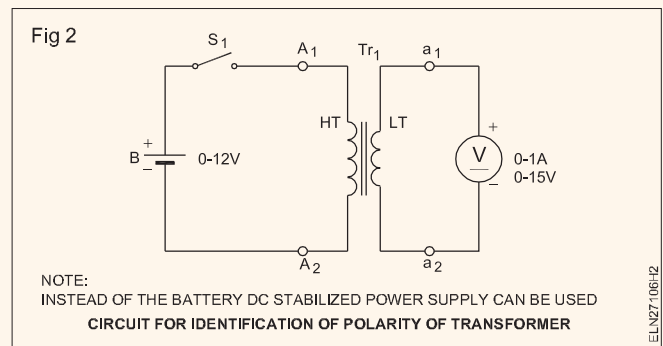 Fig 2
S1
A1
Tr1
a1
HT
LT
+
B
−
0-12V
+
V
−
0-1A
0-15V
A2
a2
NOTE:
INSTEAD OF THE BATTERY DC STABILIZED POWER SUPPLY CAN BE USED
CIRCUIT FOR IDENTIFICATION OF POLARITY OF TRANSFORMER
ELN27106H2